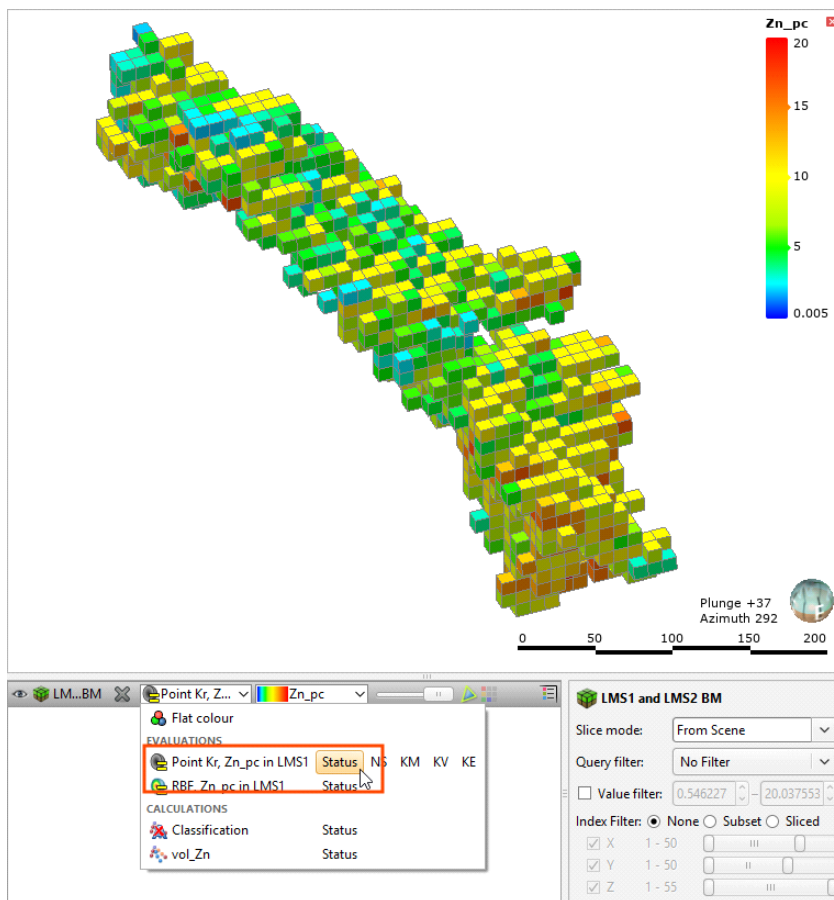 Zn_pc
20
15
10
5
0.005
Plunge +37
Azimuth 292
0 50 100 150 200
LM...BM Point Kr, Z... Zn_pc
Flat colour
EVALUATIONS
Point Kr, Zn_pc in LMS1 Status NS KM KV KE
RBF, Zn_pc in LMS1 Status
CALCULATIONS
Classification Status
vol_Zn Status
LMS1 and LMS2 BM
Slice mode: From Scene
Query filter: No Filter
Value filter: 0.546227 – 20.037553
Index Filter: None Subset Sliced
X 1 - 50
Y 1 - 50
Z 1 - 55